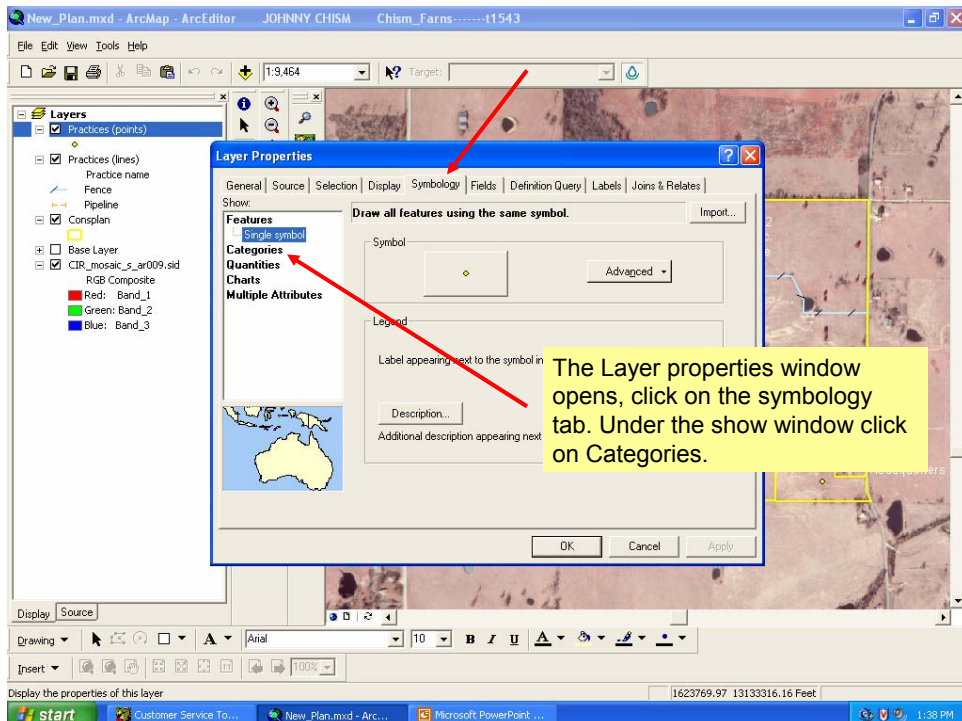 New_Plan.mxd - ArcMap - ArcEditor JOHNNY CHISM Chism_Farns-------t1543
File Edit View Tools Help
1:9,464 Target:
Layers
Practices (points)
Practices (lines)
Practice name
Fence
Pipeline
Consplan
Base Layer
CIR_mosaic_s_ar009.sid
RGB Composite
Red: Band_1
Green: Band_2
Blue: Band_3
Layer Properties
General Source Selection Display Symbology Fields Definition Query Labels Joins & Relates
Show:
Features
Single symbol
Categories
Quantities
Charts
Multiple Attributes
Draw all features using the same symbol.
Import...
Symbol
Advanced
Legend
Label appearing next to the symbol in
Description...
Additional description appearing next
The Layer properties window
opens, click on the symbology
tab. Under the show window click
on Categories.
OK Cancel Apply
Display Source
Drawing A Arial 10 B I U A
Insert 100%
Display the properties of this layer 1623769.97 13133316.16 Feet
start Customer Service To... New_Plan.mxd - Arc... Microsoft PowerPoint ... 1:38 PM